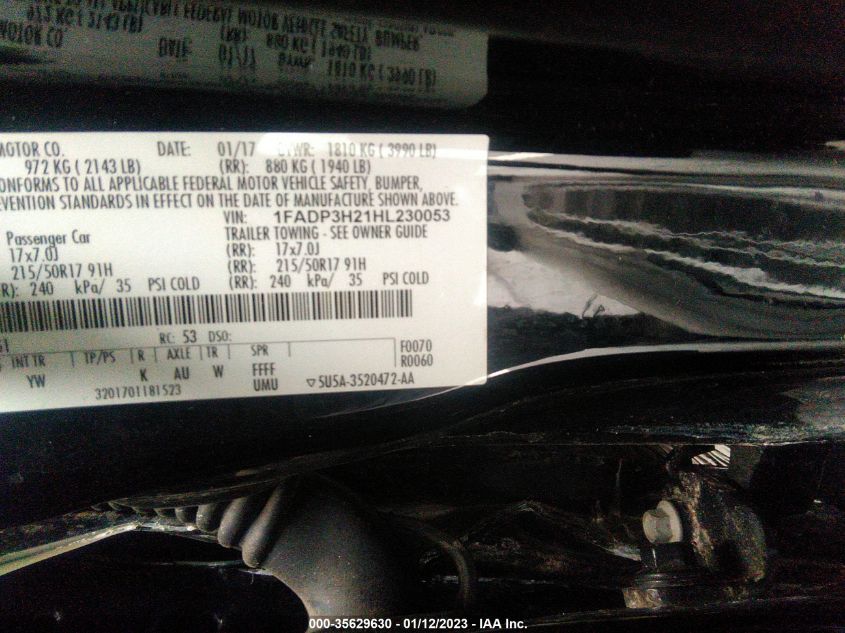 MOTOR CO. DATE: 01/17 GVWR: 1810 KG ( 3990 LB)
972 KG ( 2143 LB) (RR): 880 KG ( 1940 LB)
CONFORMS TO ALL APPLICABLE FEDERAL MOTOR VEHICLE SAFETY, BUMPER,
EVENTION STANDARDS IN EFFECT ON THE DATE OF MANUFACTURE SHOWN ABOVE.
VIN: 1FADP3H21HL230053
Passenger Car TRAILER TOWING - SEE OWNER GUIDE
17x7.0J (RR): 17x7.0J
215/50R17 91H (RR): 215/50R17 91H
R): 240 kPa/ 35 PSI COLD (RR): 240 kPa/ 35 PSI COLD
RC: 53 DSO:
INT TR TP/PS R AXLE TR SPR F0070
YW K AU W FFFF R0060
UMU ▽5U5A-3520472-AA
3201701181523
000-35629630 - 01/12/2023 - IAA Inc.